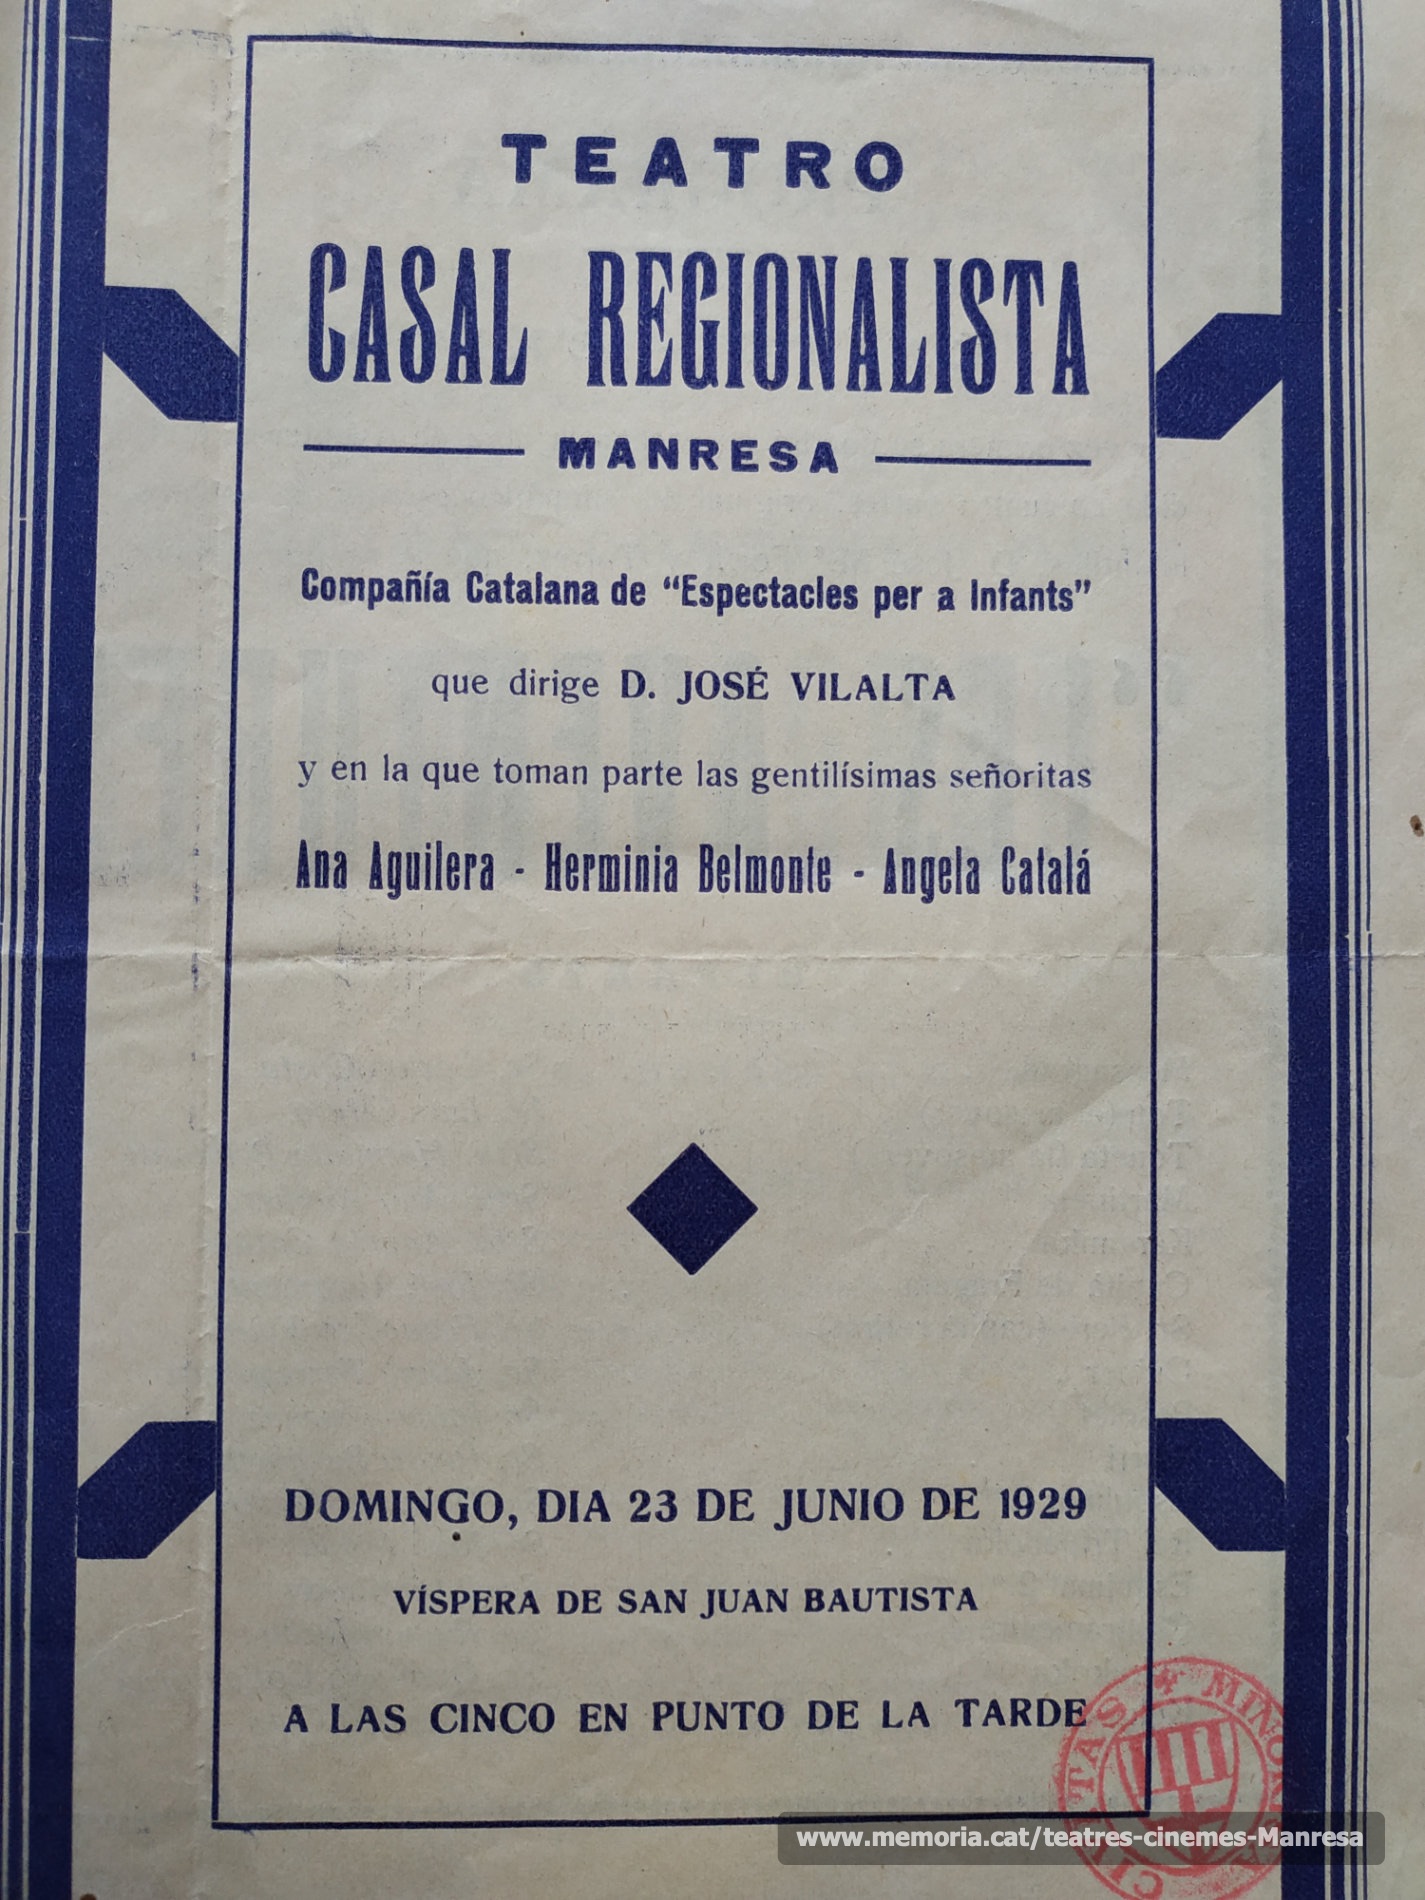 TEATRO
CASAL REGIONALISTA
MANRESA
Compañía Catalana de "Espectacles per a Infants"
que dirige D. JOSÉ VILALTA
y en la que toman parte las gentilísimas señoritas
Ana Aguilera - Herminia Belmonte - Angela Catalá
DOMINGO, DIA 23 DE JUNIO DE 1929
VÍSPERA DE SAN JUAN BAUTISTA
A LAS CINCO EN PUNTO DE LA TARDE
www.memoria.cat/teatres-cinemes-Manresa